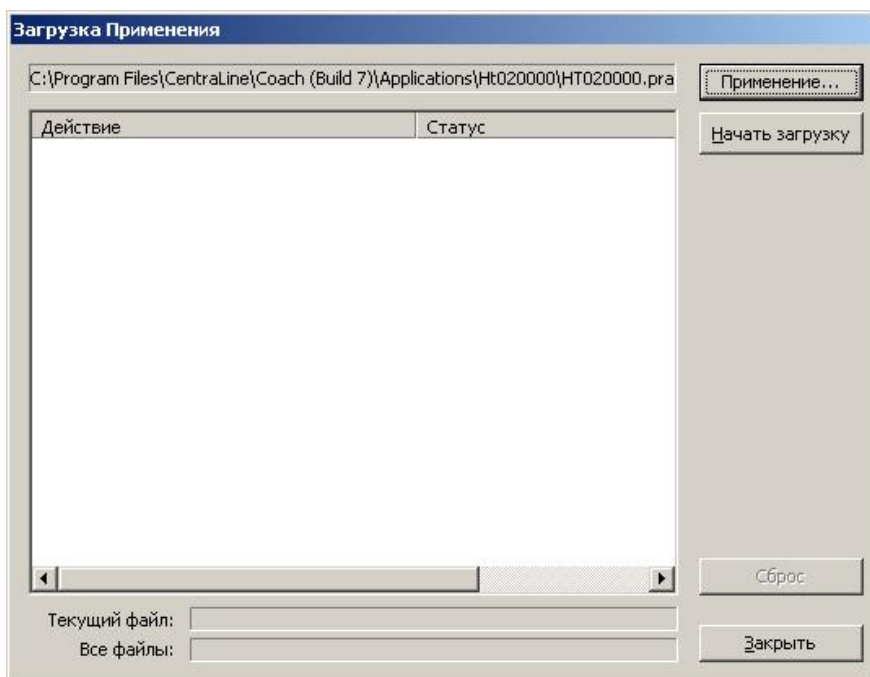 Загрузка Применения
C:\Program Files\CentraLine\Coach (Build 7)\Applications\Ht020000\HT020000.pra
Применение...
Действие Статус
Начать загрузку
Сброс
Текущий файл:
Все файлы:
Закрыть